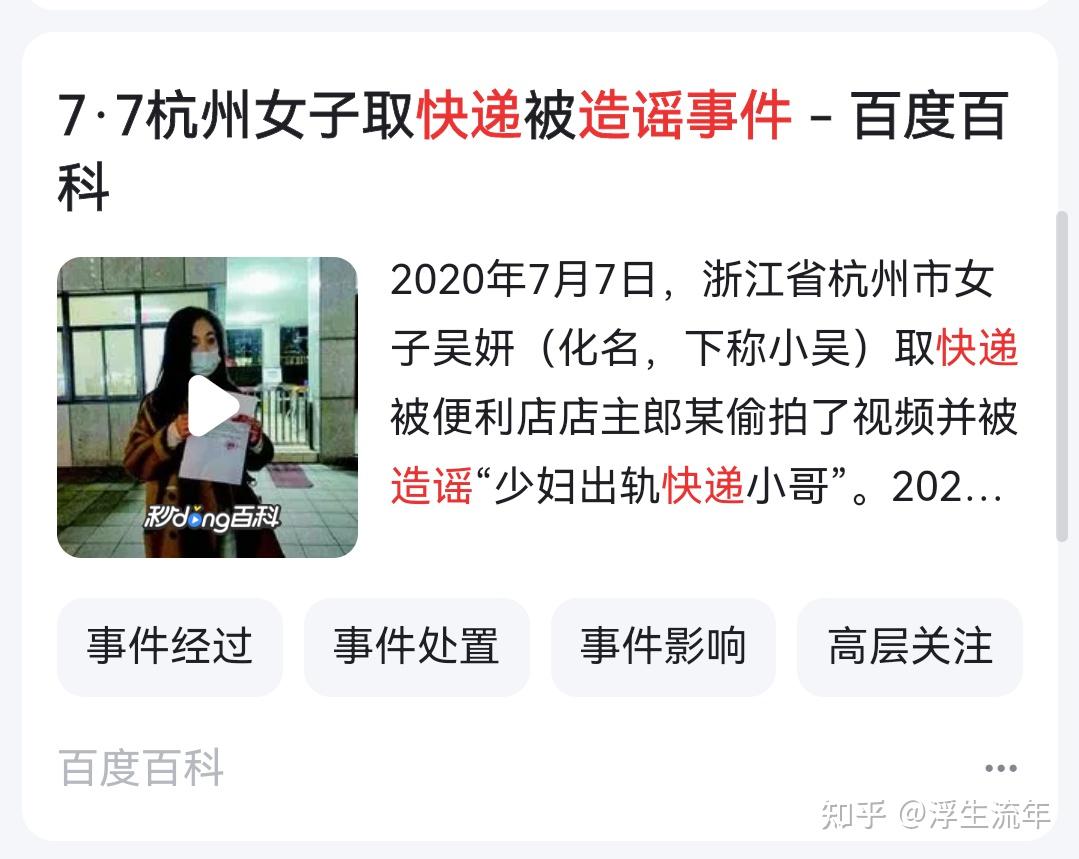 7·7杭州女子取快递被造谣事件 - 百度百
科
2020年7月7日，浙江省杭州市女
子吴妍（化名，下称小吴）取快递
被便利店店主郎某偷拍了视频并被
造谣“少妇出轨快递小哥”。202...
秒dong百科
事件经过 事件处置 事件影响 高层关注
百度百科
知乎 @浮生流年